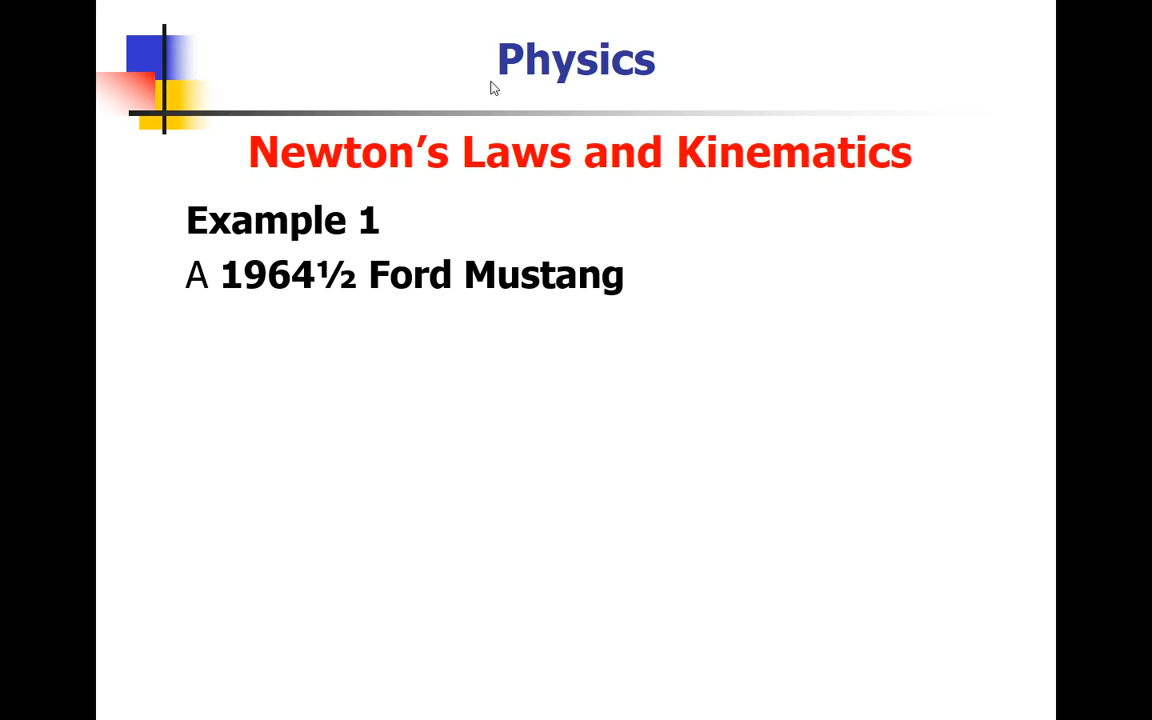 Physics
Newton’s Laws and Kinematics
Example 1
A 1964½ Ford Mustang